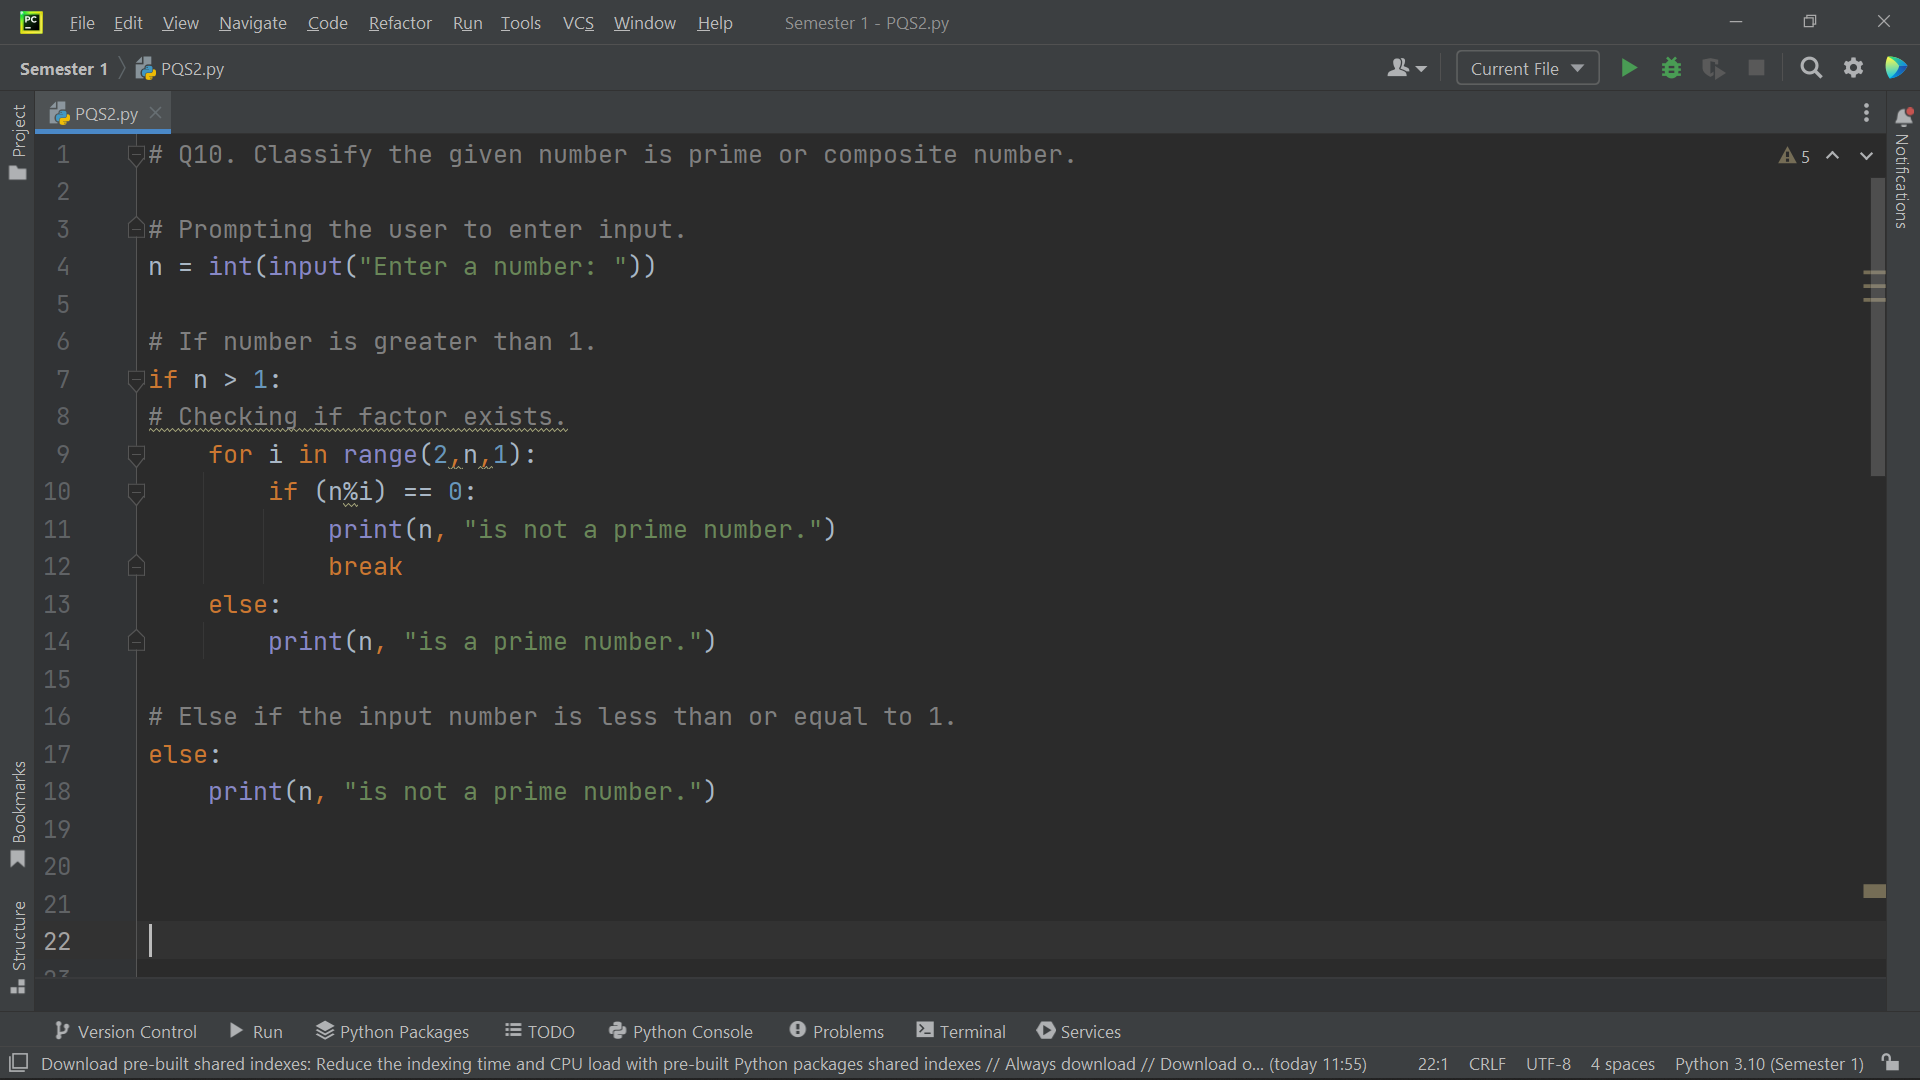 PC File Edit View Navigate Code Refactor Run Tools VCS Window Help Semester 1 - PQS2.py
Semester 1 PQS2.py Current File
Project
PQS2.py
Notifications
5
1 # Q10. Classify the given number is prime or composite number.
2
3 # Prompting the user to enter input.
4 n = int(input("Enter a number: "))
5
6 # If number is greater than 1.
7 if n > 1:
8 # Checking if factor exists.
9     for i in range(2,n,1):
10         if (n%i) == 0:
11             print(n, "is not a prime number.")
12             break
13     else:
14         print(n, "is a prime number.")
15
16 # Else if the input number is less than or equal to 1.
17 else:
18     print(n, "is not a prime number.")
19
20
21
22
23
Bookmarks
Structure
Version Control Run Python Packages TODO Python Console Problems Terminal Services
Download pre-built shared indexes: Reduce the indexing time and CPU load with pre-built Python packages shared indexes // Always download // Download o... (today 11:55) 22:1 CRLF UTF-8 4 spaces Python 3.10 (Semester 1)